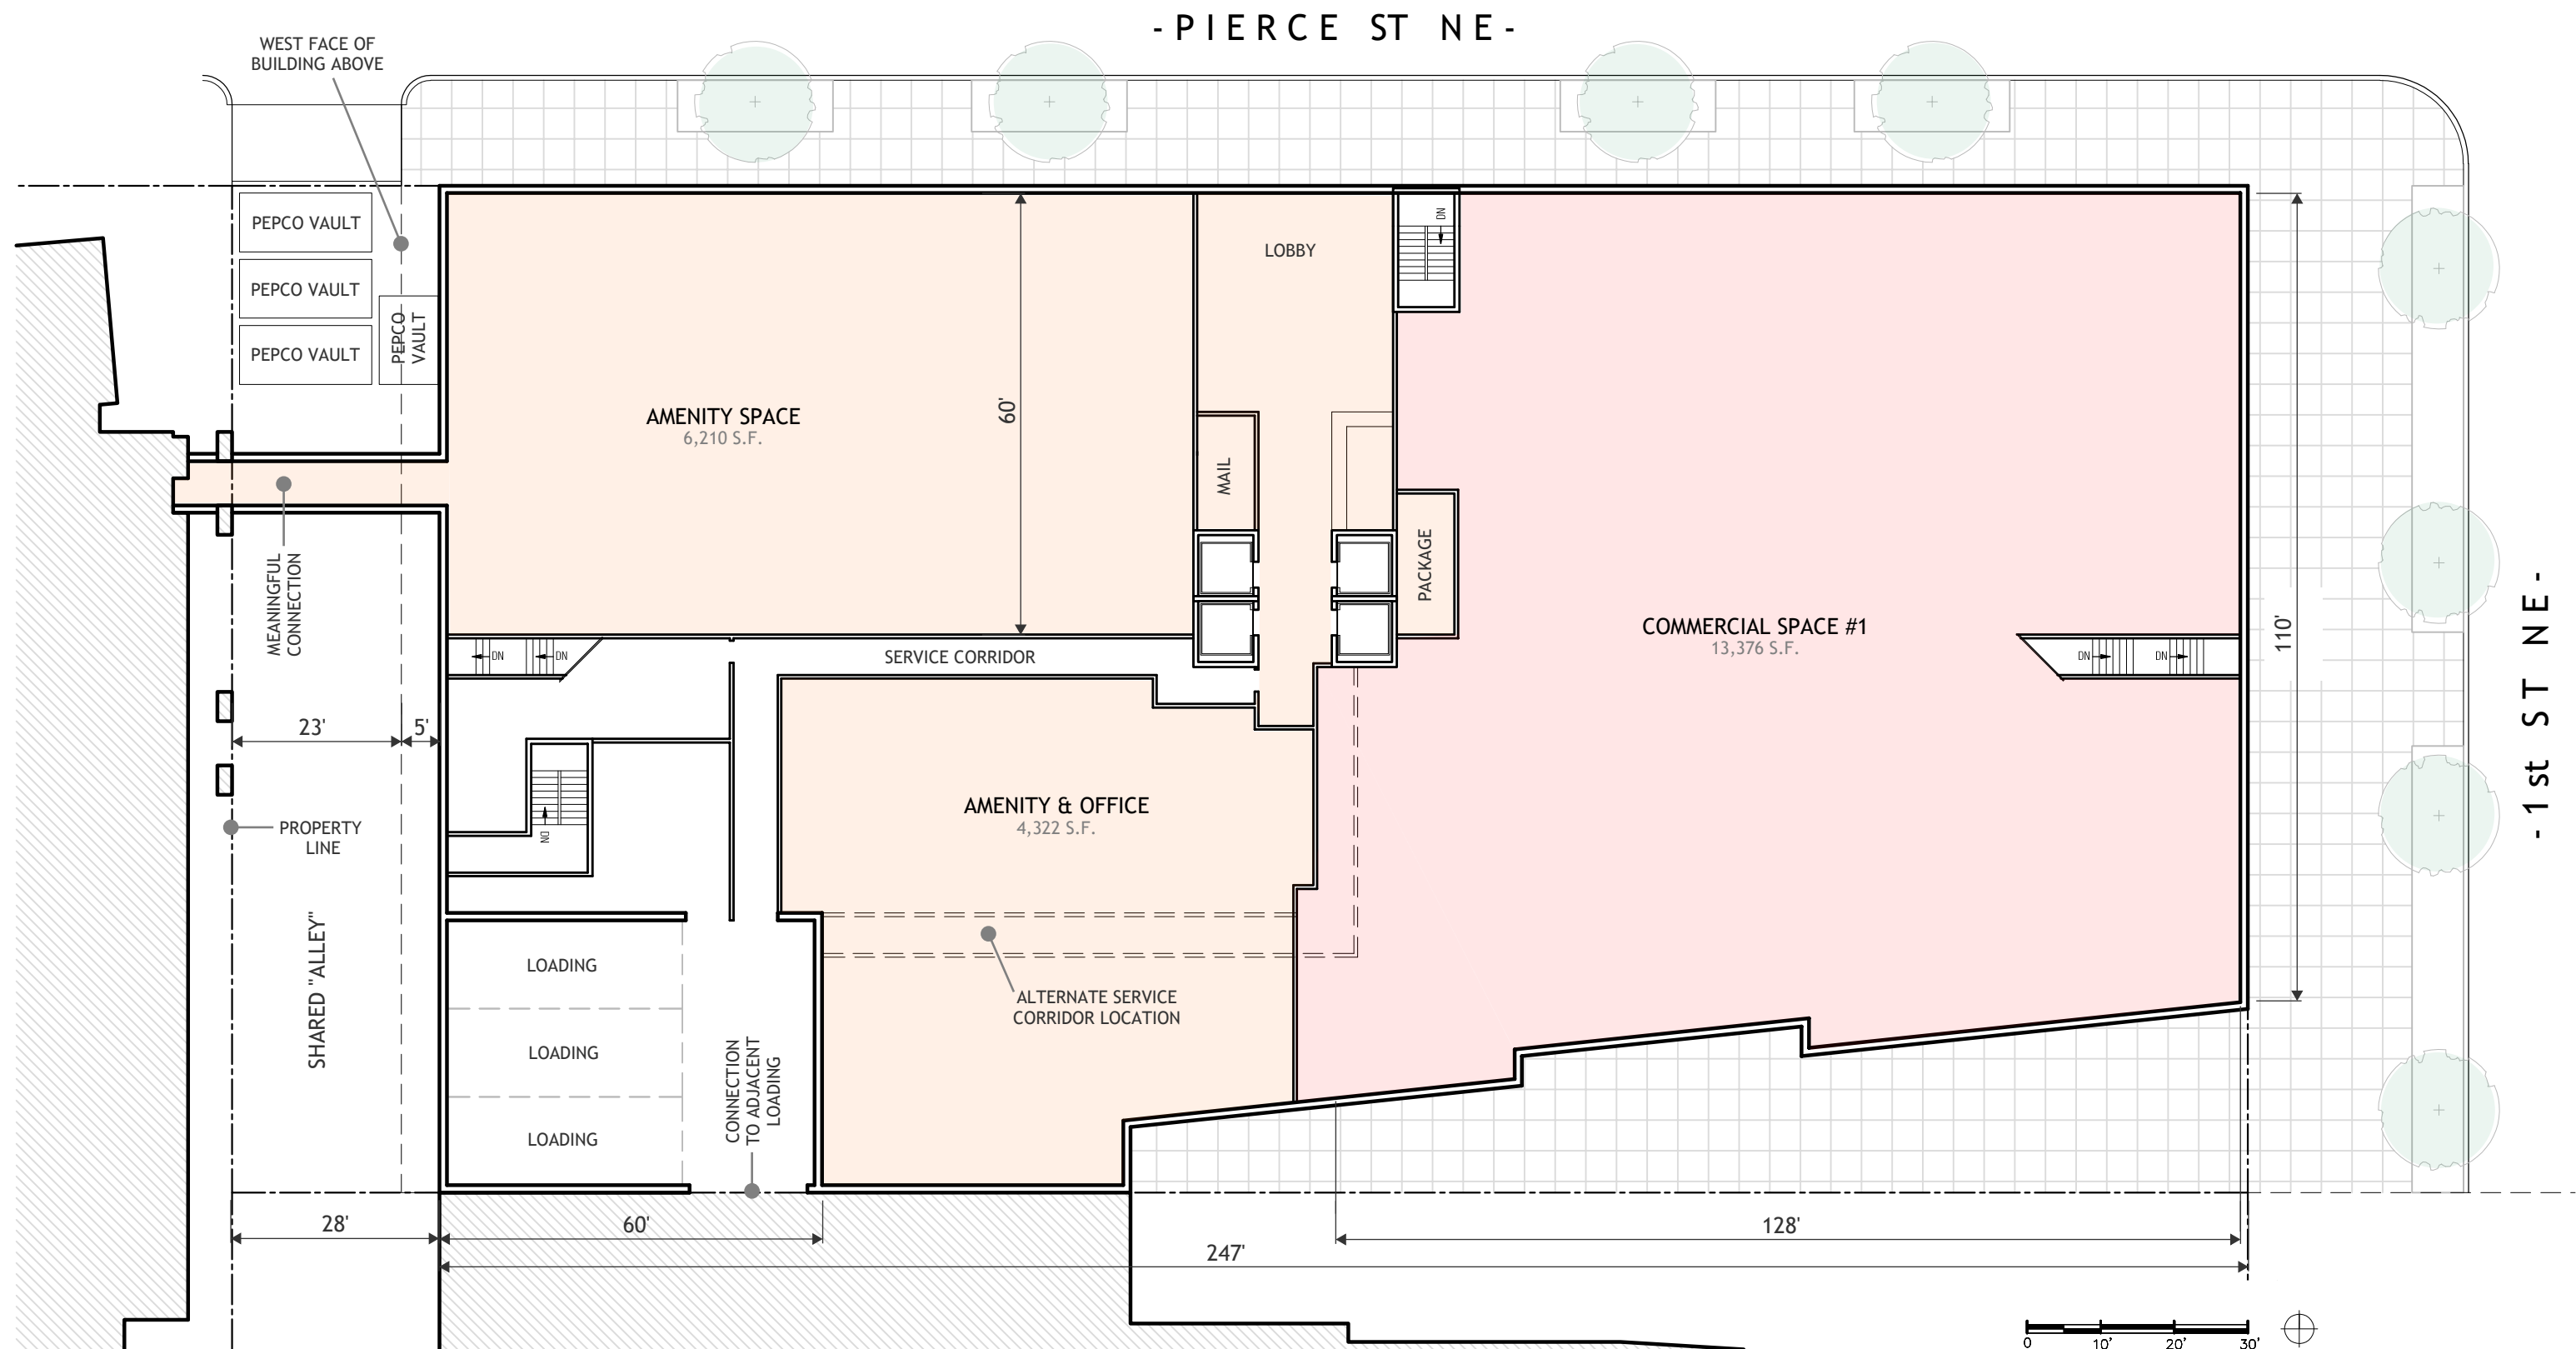 - PIERCE ST NE -
WEST FACE OF
BUILDING ABOVE
PEPCO VAULT
PEPCO VAULT
PEPCO VAULT
PEPCO
VAULT
AMENITY SPACE
6,210 S.F.
60'
LOBBY
DN
MAIL
PACKAGE
MEANINGFUL
CONNECTION
COMMERCIAL SPACE #1
13,376 S.F.
110'
- 1st ST NE -
DN
DN
SERVICE CORRIDOR
DN
DN
23'
5'
DN
PROPERTY
LINE
AMENITY & OFFICE
4,322 S.F.
SHARED "ALLEY"
LOADING
LOADING
LOADING
CONNECTION
TO ADJACENT
LOADING
ALTERNATE SERVICE
CORRIDOR LOCATION
28'
60'
128'
247'
0 10' 20' 30'